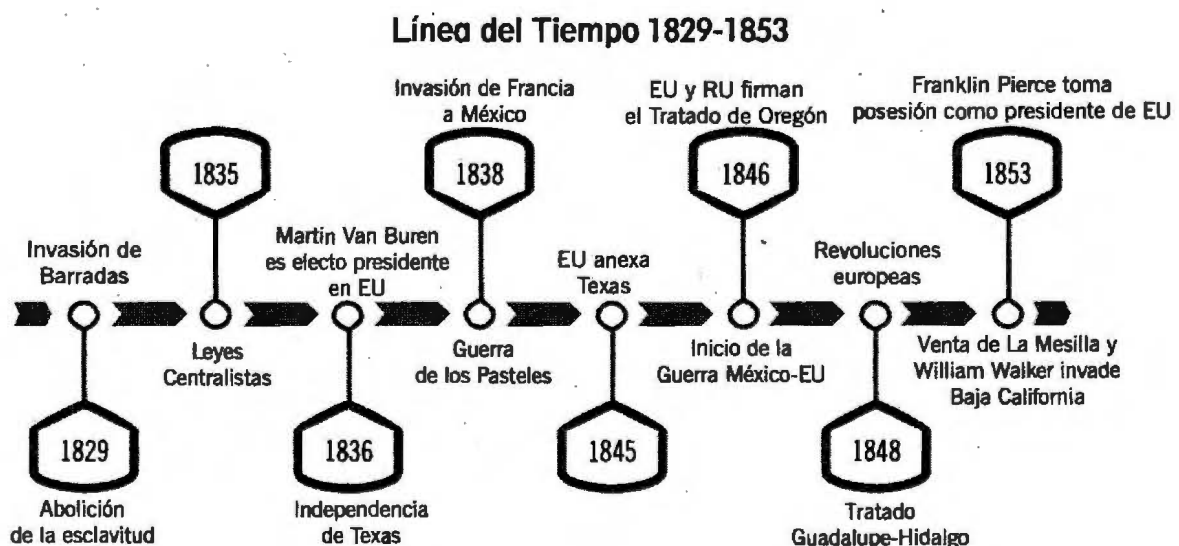 Línea del Tiempo 1829-1853
Invasión de
Barradas
1829
Abolición
de la esclavitud
1835
Leyes
Centralistas
Martin Van Buren
es electo presidente
en EU
1836
Independencia
de Texas
Invasión de Francia
a México
1838
Guerra
de los Pasteles
EU anexa
Texas
1845
EU y RU firman
el Tratado de Oregón
1846
Inicio de la
Guerra México-EU
Revoluciones
europeas
1848
Tratado
Guadalupe-Hidalgo
Franklin Pierce toma
posesión como presidente de EU
1853
Venta de La Mesilla y
William Walker invade
Baja California